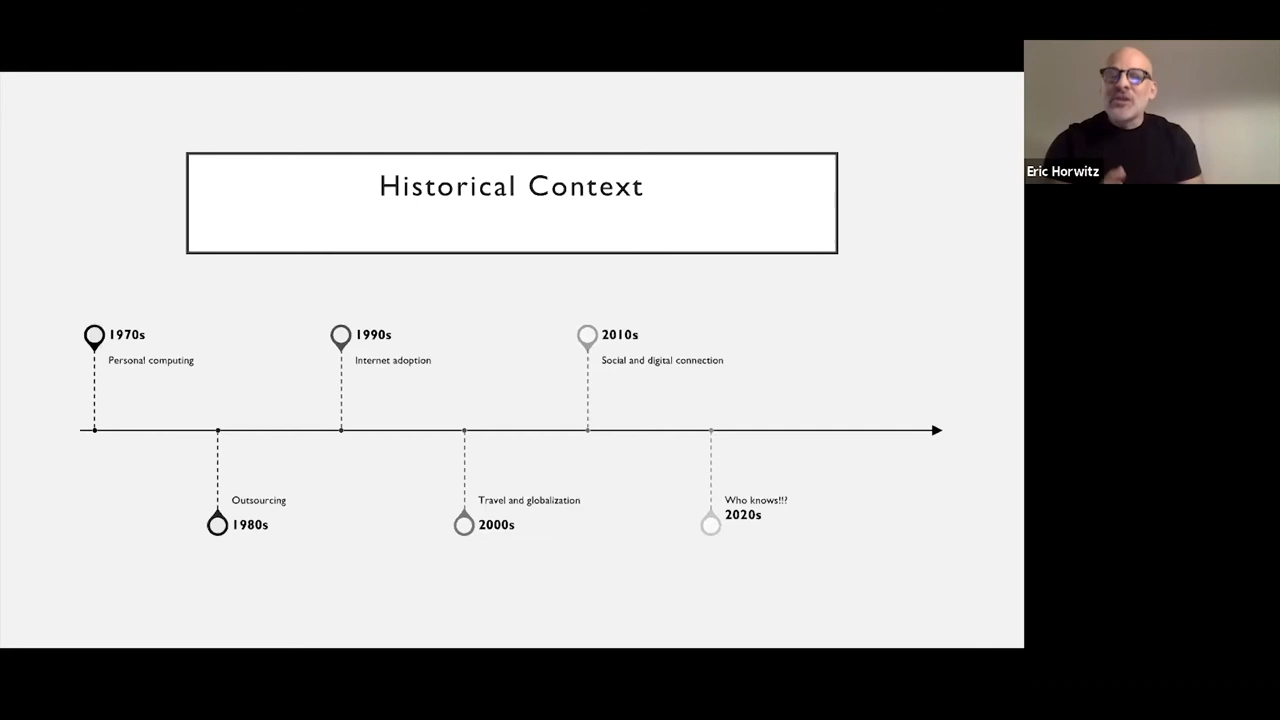 Historical Context
1970s
Personal computing
1990s
Internet adoption
2010s
Social and digital connection
Outsourcing
1980s
Travel and globalization
2000s
Who knows!!?
2020s
Eric Horwitz